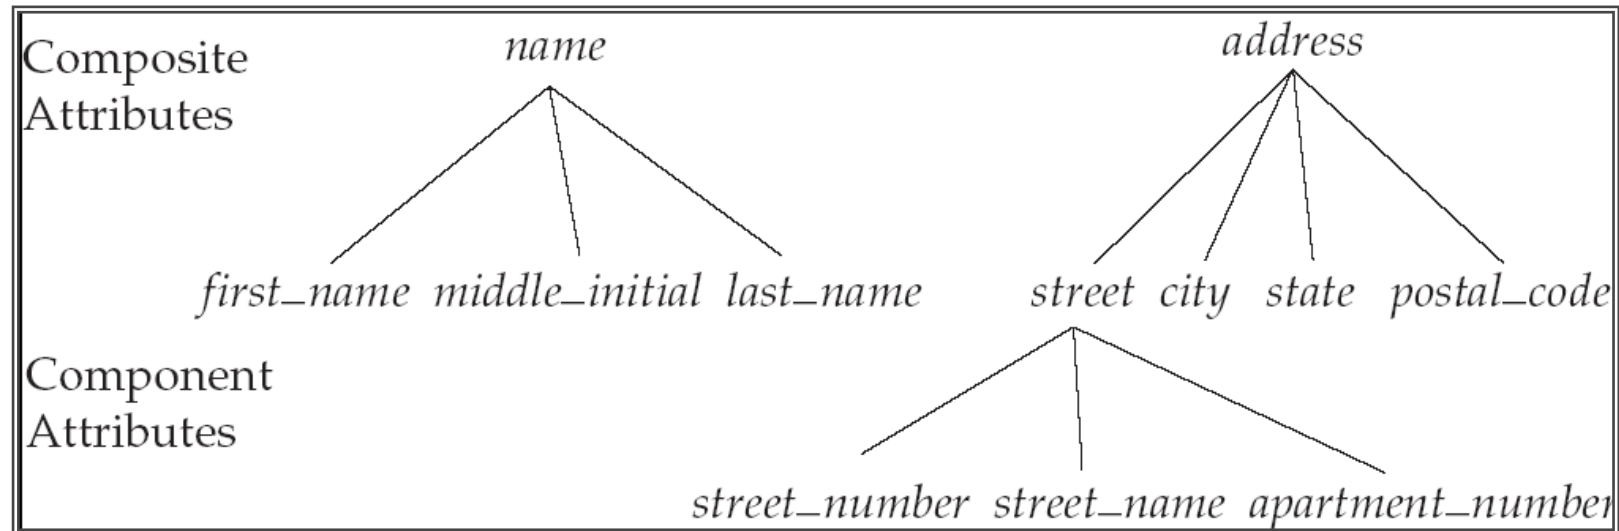 Composite
Attributes
name
address
first_name middle_initial last_name
street city state postal_code
Component
Attributes
street_number street_name apartment_number